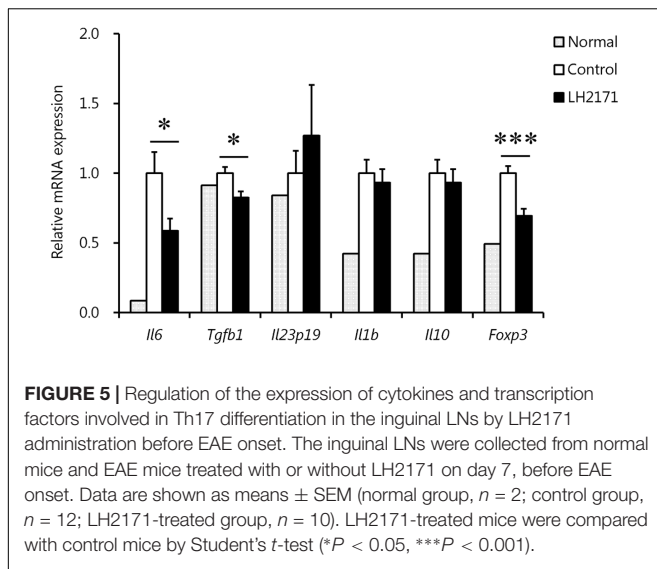 2.0
Normal
Control
LH2171
1.5
* * ***
Relative mRNA expression
1.0
0.5
0.0
Il6 Tgfb1 Il23p19 Il1b Il10 Foxp3
FIGURE 5 | Regulation of the expression of cytokines and transcription
factors involved in Th17 differentiation in the inguinal LNs by LH2171
administration before EAE onset. The inguinal LNs were collected from normal
mice and EAE mice treated with or without LH2171 on day 7, before EAE
onset. Data are shown as means ± SEM (normal group, n = 2; control group,
n = 12; LH2171-treated group, n = 10). LH2171-treated mice were compared
with control mice by Student's t-test (*P < 0.05, ***P < 0.001).